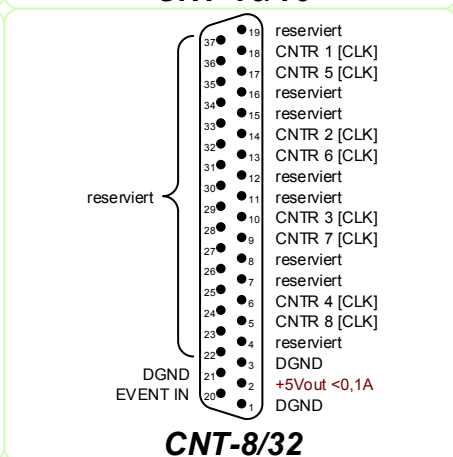 37 19 reserviert
36 18 CNTR 1 [CLK]
35 17 CNTR 5 [CLK]
34 16 reserviert
33 15 reserviert
32 14 CNTR 2 [CLK]
31 13 CNTR 6 [CLK]
30 12 reserviert
reserviert
29 11 reserviert
28 10 CNTR 3 [CLK]
27 9 CNTR 7 [CLK]
26 8 reserviert
25 7 reserviert
24 6 CNTR 4 [CLK]
23 5 CNTR 8 [CLK]
22 4 reserviert
DGND 21 3 DGND
EVENT IN 20 2 +5Vout <0,1A
1 DGND
CNT-8/32